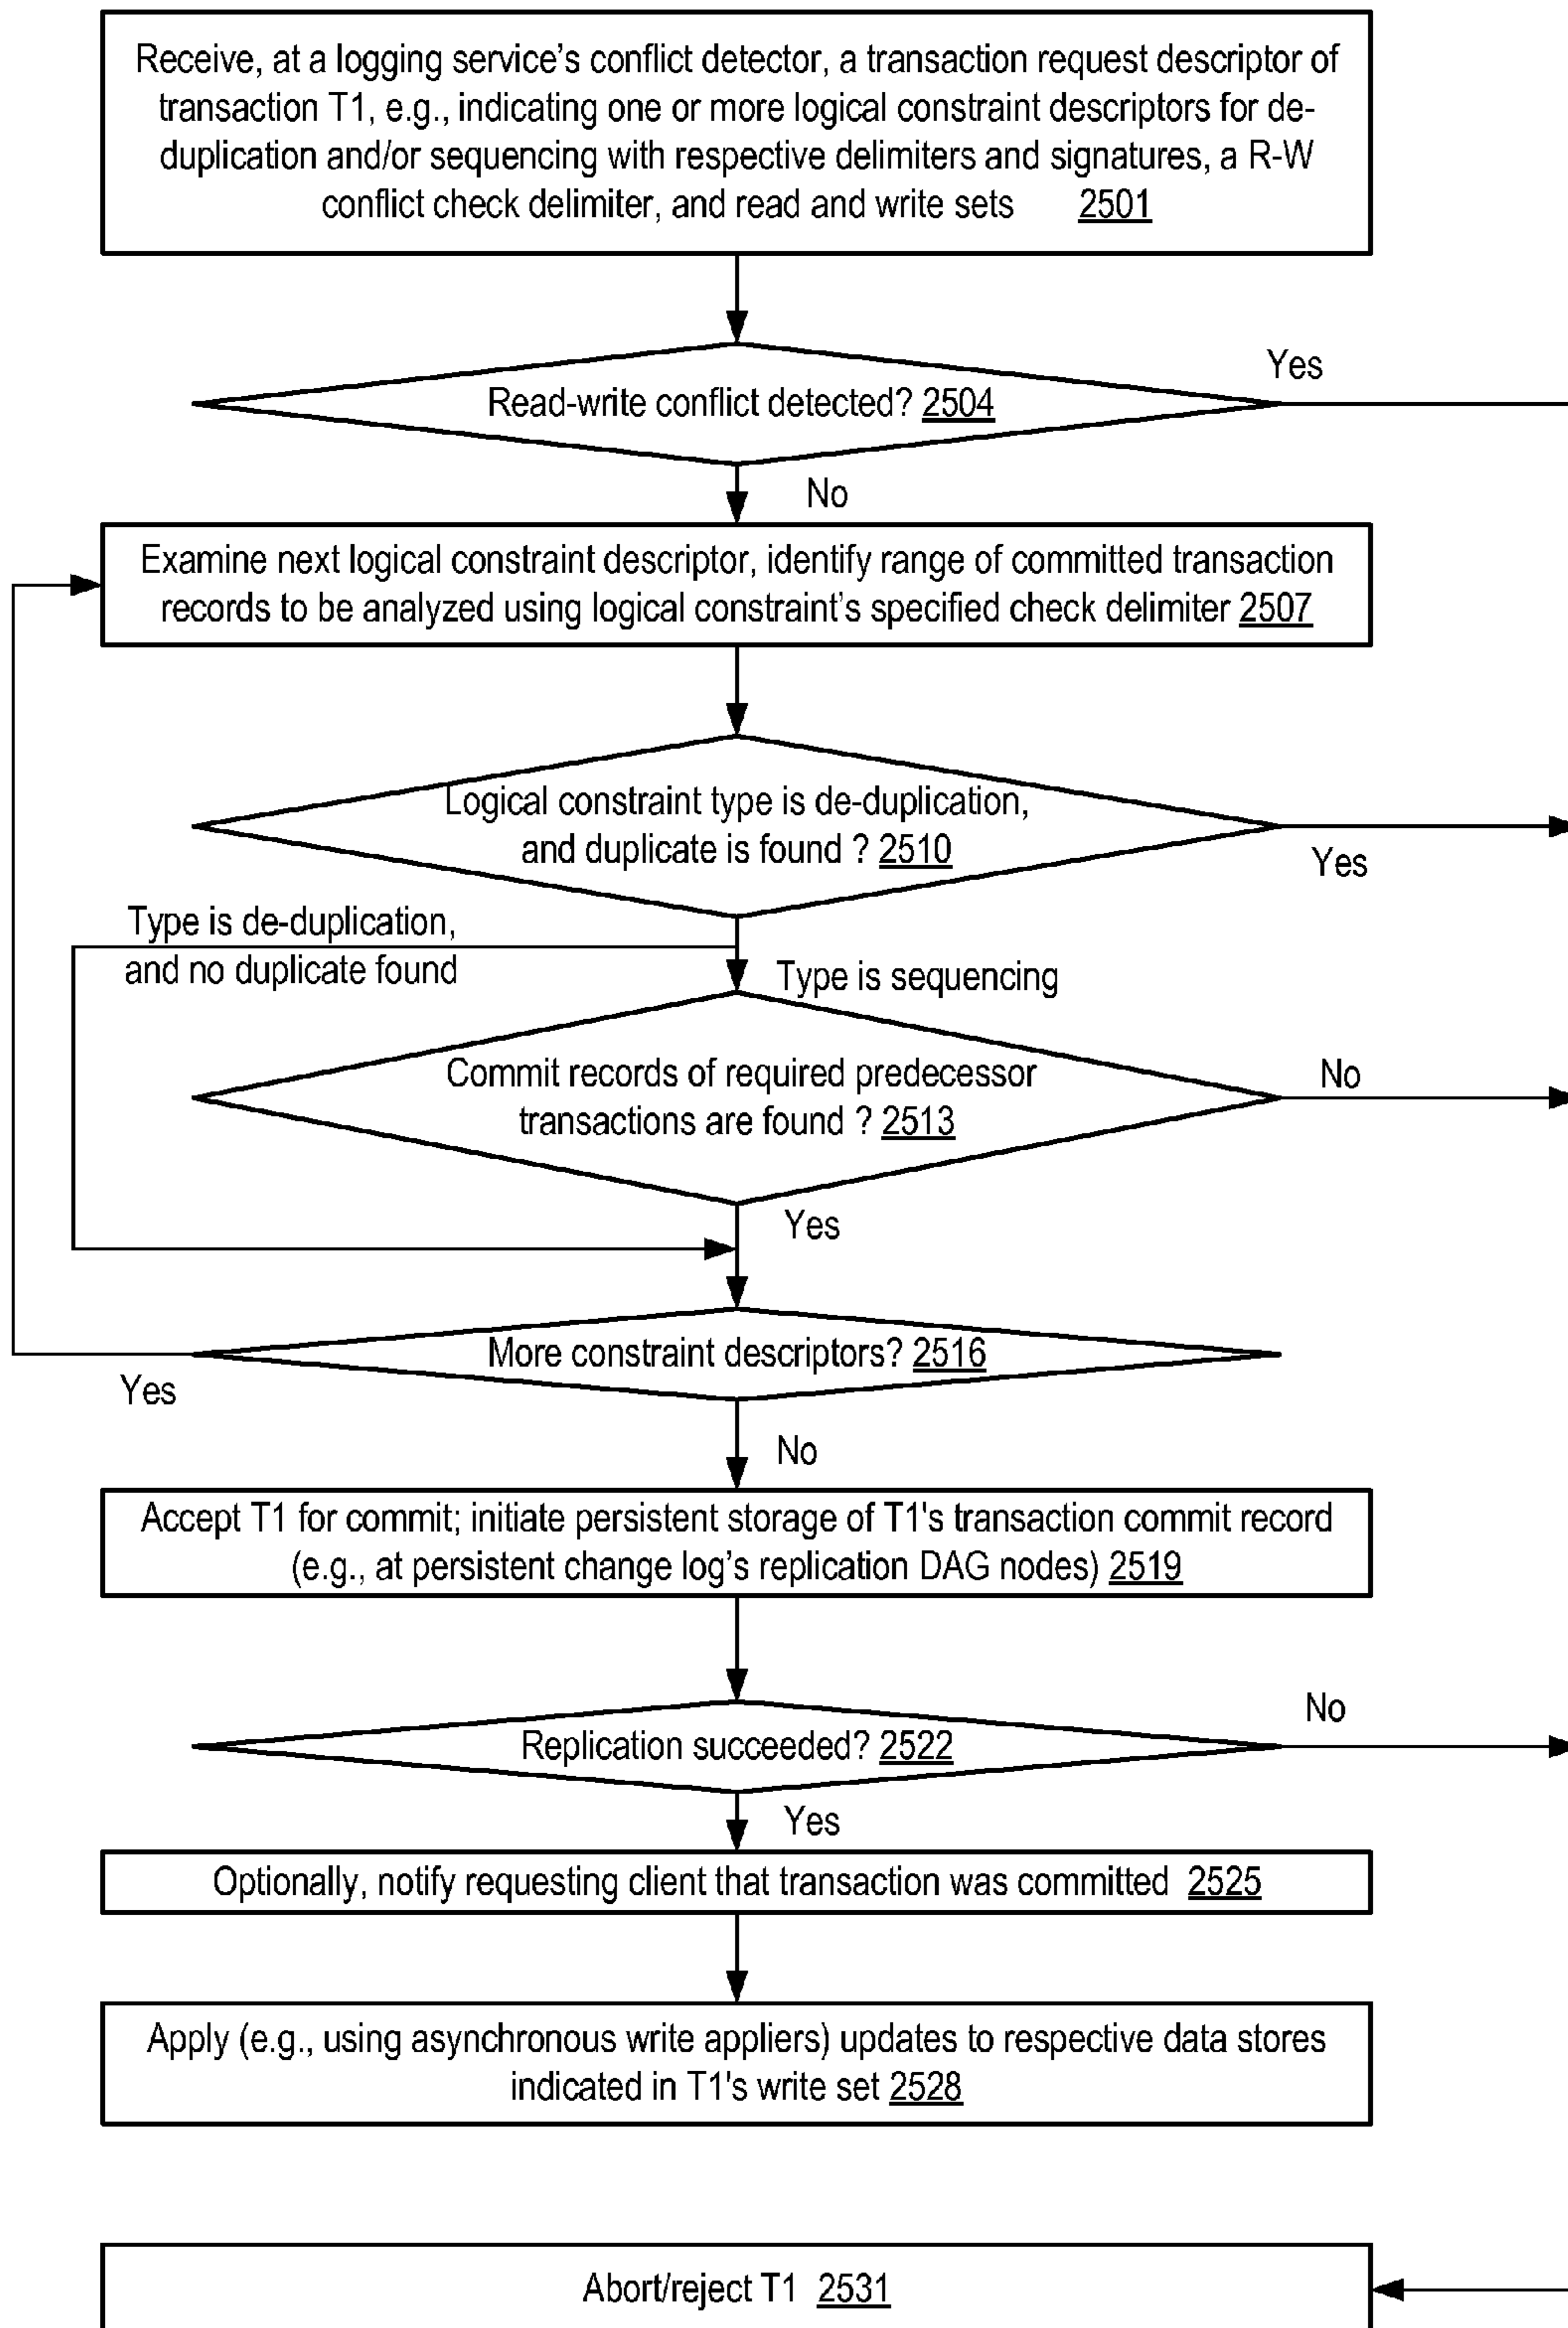 Receive, at a logging service's conflict detector, a transaction request descriptor of
transaction T1, e.g., indicating one or more logical constraint descriptors for de-
duplication and/or sequencing with respective delimiters and signatures, a R-W
conflict check delimiter, and read and write sets 2501
Yes
Read-write conflict detected? 2504
No
Examine next logical constraint descriptor, identify range of committed transaction
records to be analyzed using logical constraint's specified check delimiter 2507
Logical constraint type is de-duplication,
and duplicate is found ? 2510
Yes
Type is de-duplication,
and no duplicate found
Type is sequencing
Commit records of required predecessor
transactions are found ? 2513
No
Yes
More constraint descriptors? 2516
Yes
No
Accept T1 for commit; initiate persistent storage of T1's transaction commit record
(e.g., at persistent change log's replication DAG nodes) 2519
No
Replication succeeded? 2522
Yes
Optionally, notify requesting client that transaction was committed 2525
Apply (e.g., using asynchronous write appliers) updates to respective data stores
indicated in T1's write set 2528
Abort/reject T1 2531